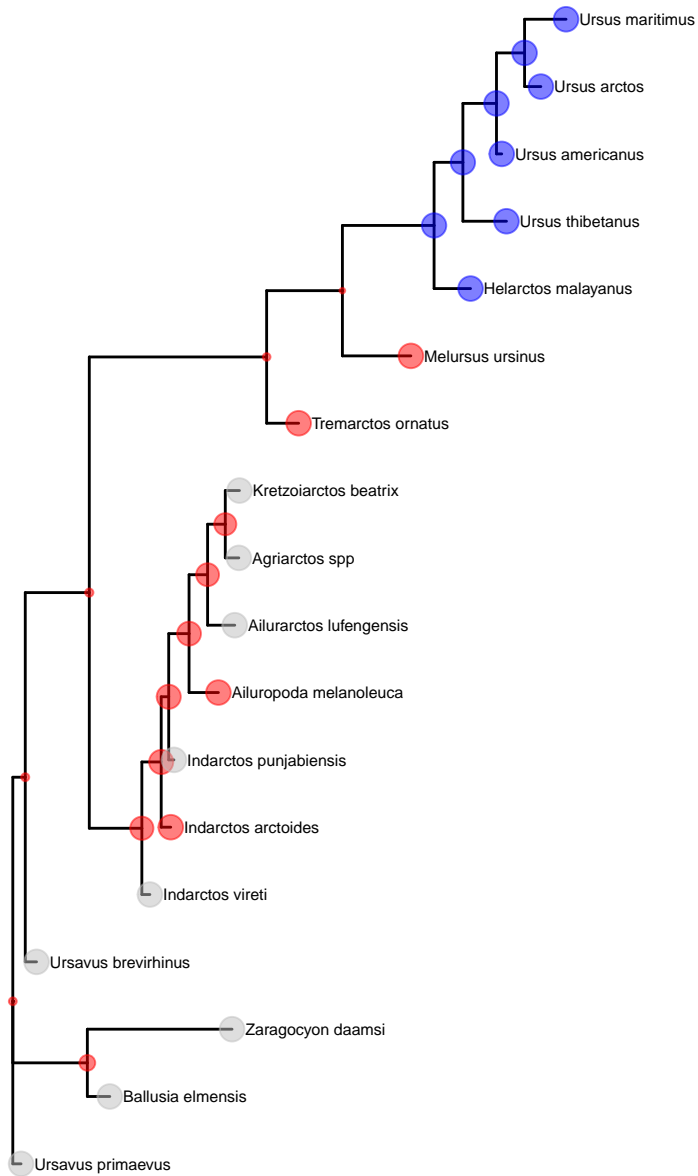 Ursus maritimus
Ursus arctos
Ursus americanus
Ursus thibetanus
Helarctos malayanus
Melursus ursinus
Tremarctos ornatus
Kretzoiarctos beatrix
Agriarctos spp
Ailurarctos lufengensis
Ailuropoda melanoleuca
Indarctos punjabiensis
Indarctos arctoides
Indarctos vireti
Ursavus brevirhinus
Zaragocyon daamsi
Ballusia elmensis
Ursavus primaevus